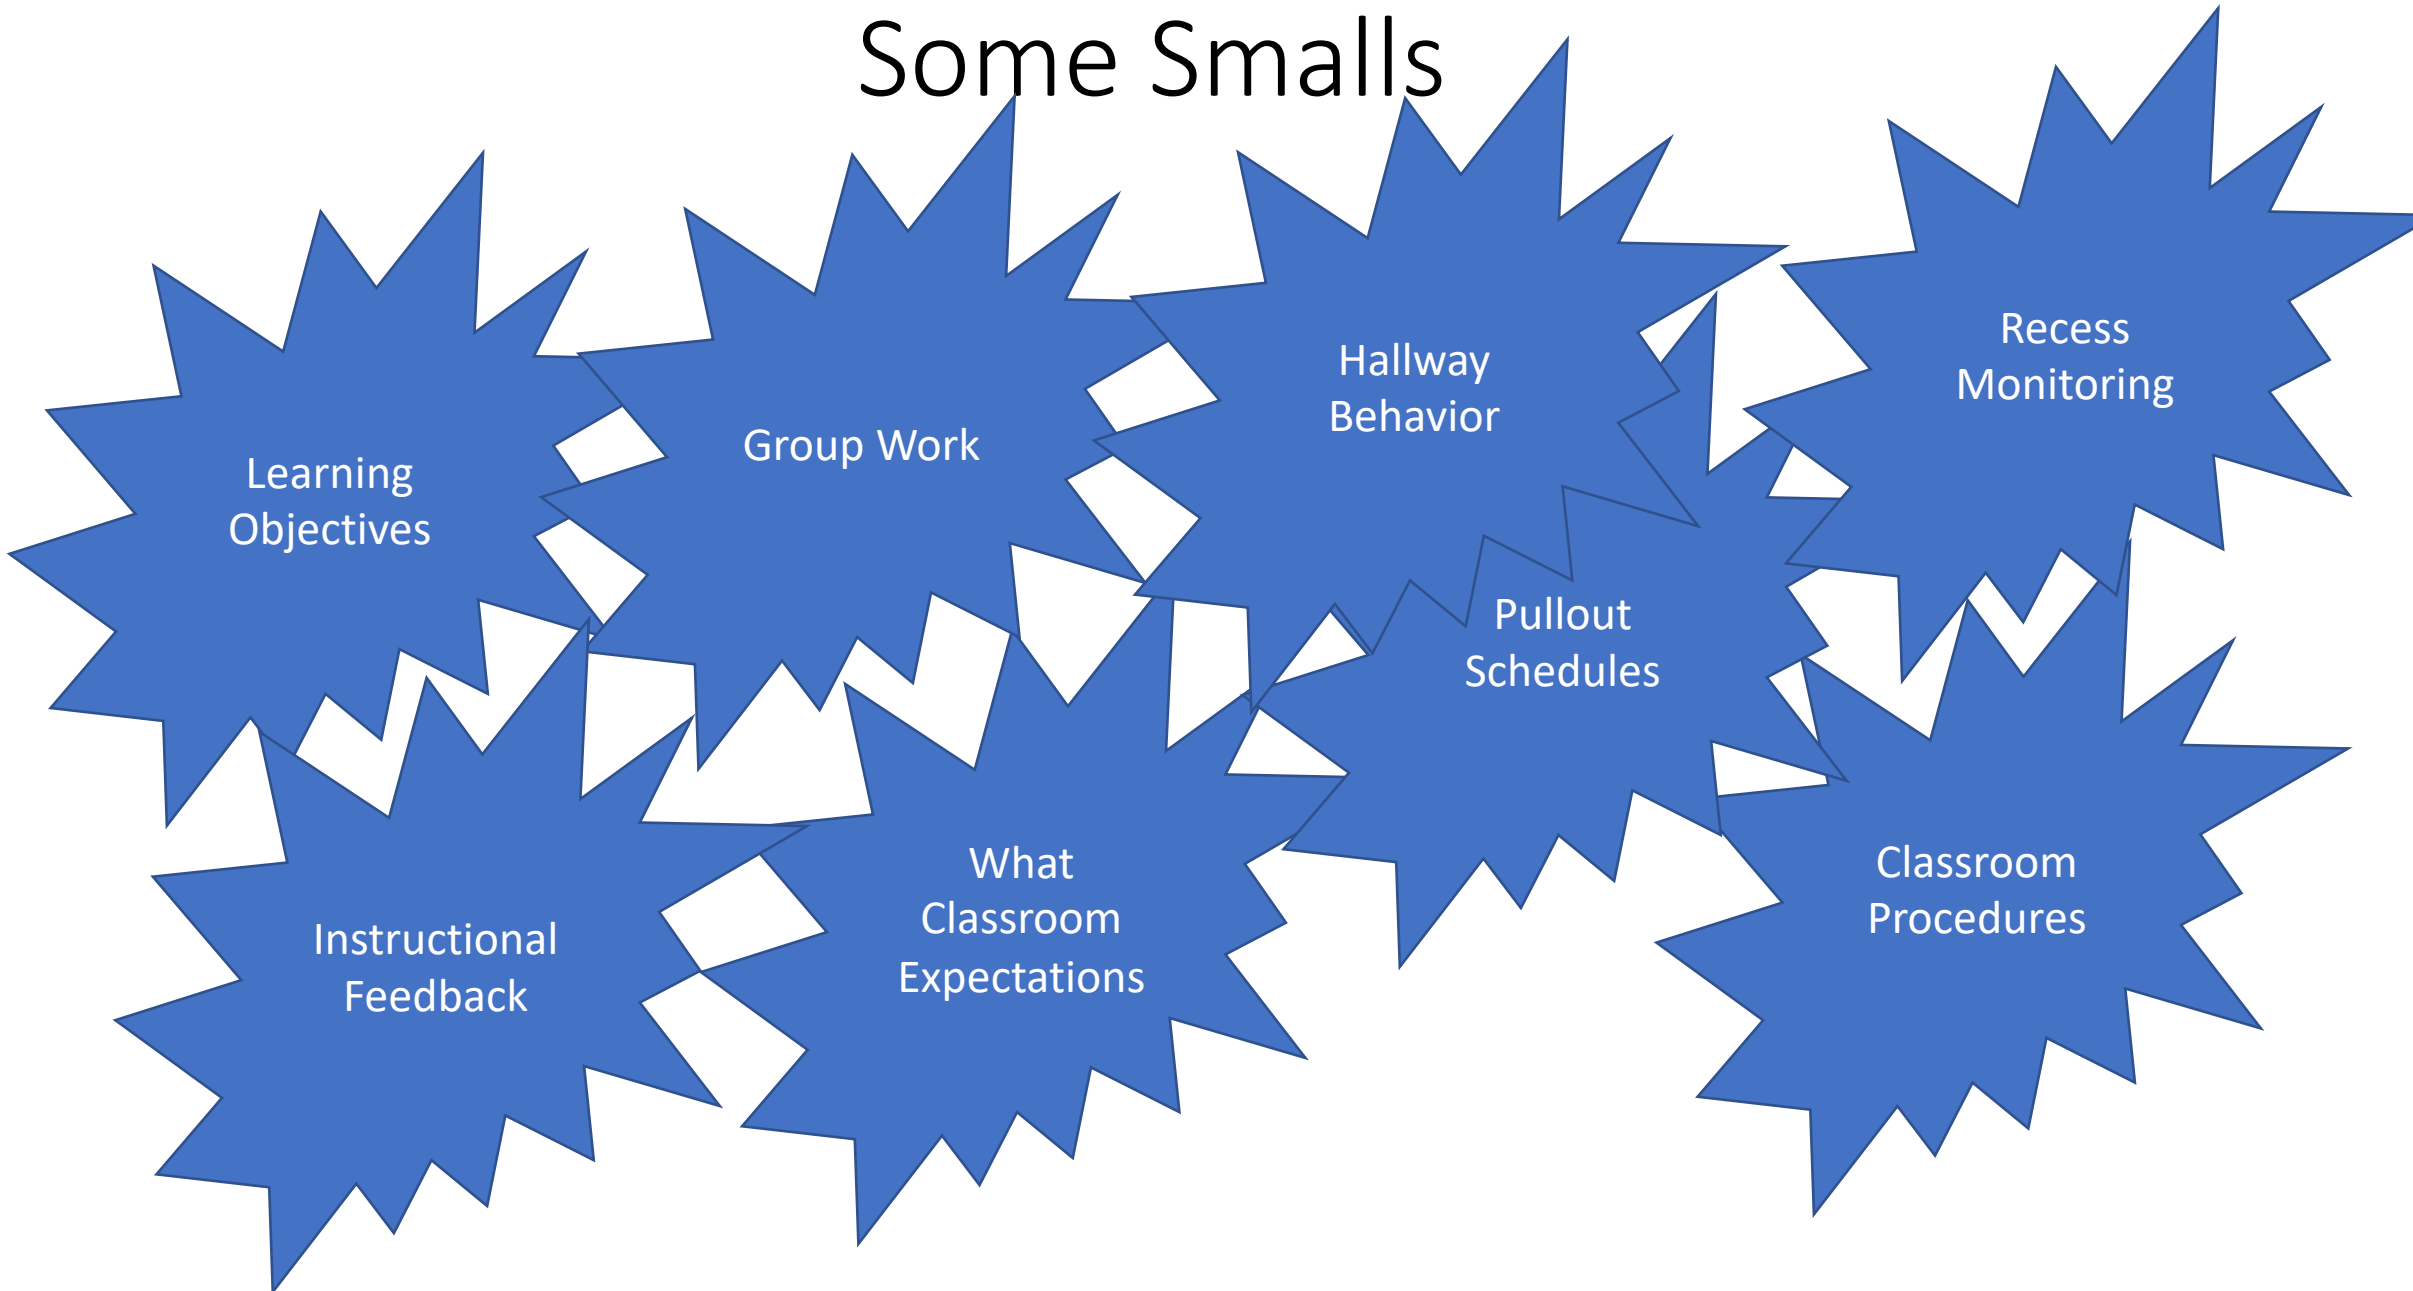 Some Smalls
Learning
Objectives
Group Work
Hallway
Behavior
Recess
Monitoring
Instructional
Feedback
What
Classroom
Expectations
Pullout
Schedules
Classroom
Procedures